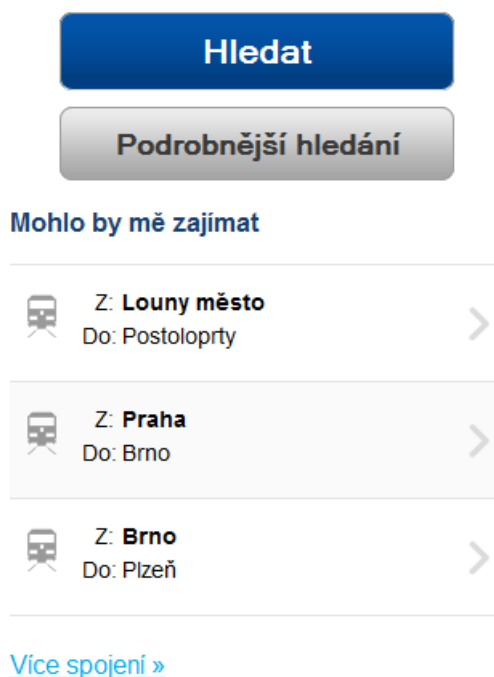 Hledat
Podrobnější hledání
Mohlo by mě zajímat
Z: Louny město
Do: Postoloprty
Z: Praha
Do: Brno
Z: Brno
Do: Plzeň
Více spojení »